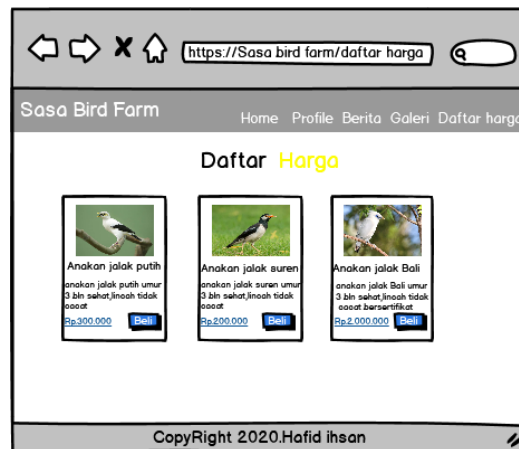 https://Sasa bird farm/daftar harga
Sasa Bird Farm
Home Profile Berita Galeri Daftar harga
Daftar Harga
Anakan jalak putih
anakan jalak putih umur
3 bln sehat,lincah tidak
cacat
Rp.300.000 Beli
Anakan jalak suren
anakan jalak suren umur
3 bln sehat,lincah tidak
cacat
Rp.200.000 Beli
Anakan jalak Bali
anakan jalak Bali umur
3 bln sehat,lincah tidak
cacat.bersertifikat
Rp.2.000.000 Beli
CopyRight 2020.Hafid ihsan